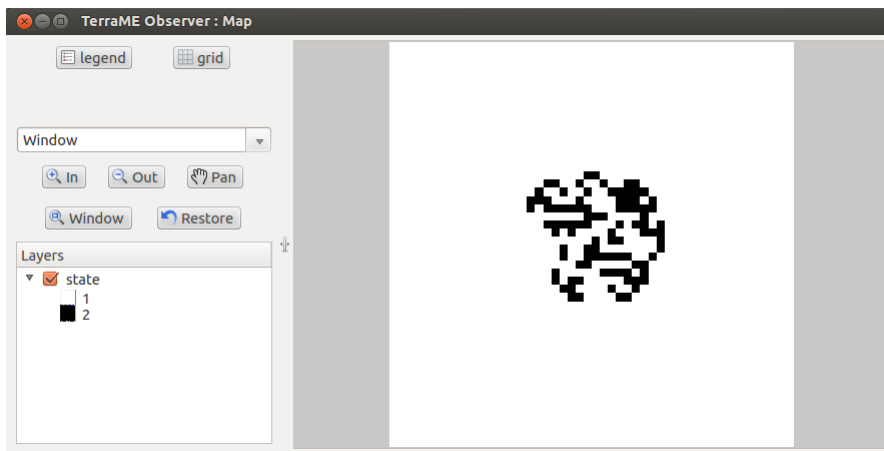 TerraME Observer : Map
legend grid
Window
In Out Pan
Window Restore
Layers
state
1
2